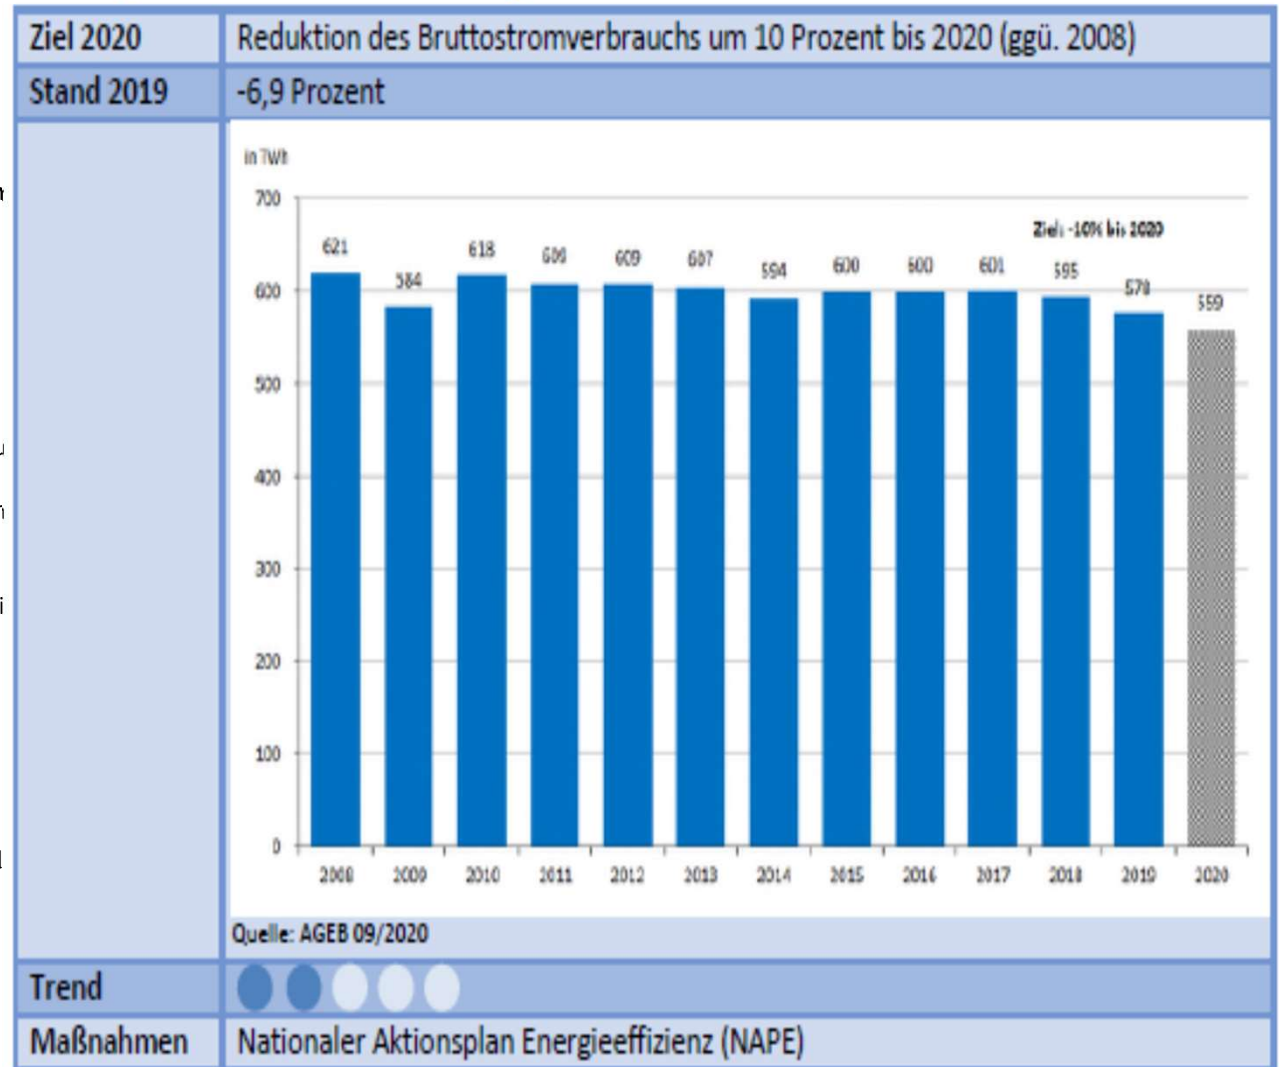 Ziel 2020 Reduktion des Bruttostromverbrauchs um 10 Prozent bis 2020 (ggü. 2008)
Stand 2019 -6,9 Prozent
in TWh
700
Ziel: -10% bis 2020
621 584 618 609 607 594 600 600 601 595 578 559
600
500
400
300
200
100
0
2008 2009 2010 2011 2012 2013 2014 2015 2016 2017 2018 2019 2020
Quelle: AGEB 09/2020
Trend
Maßnahmen Nationaler Aktionsplan Energieeffizienz (NAPE)